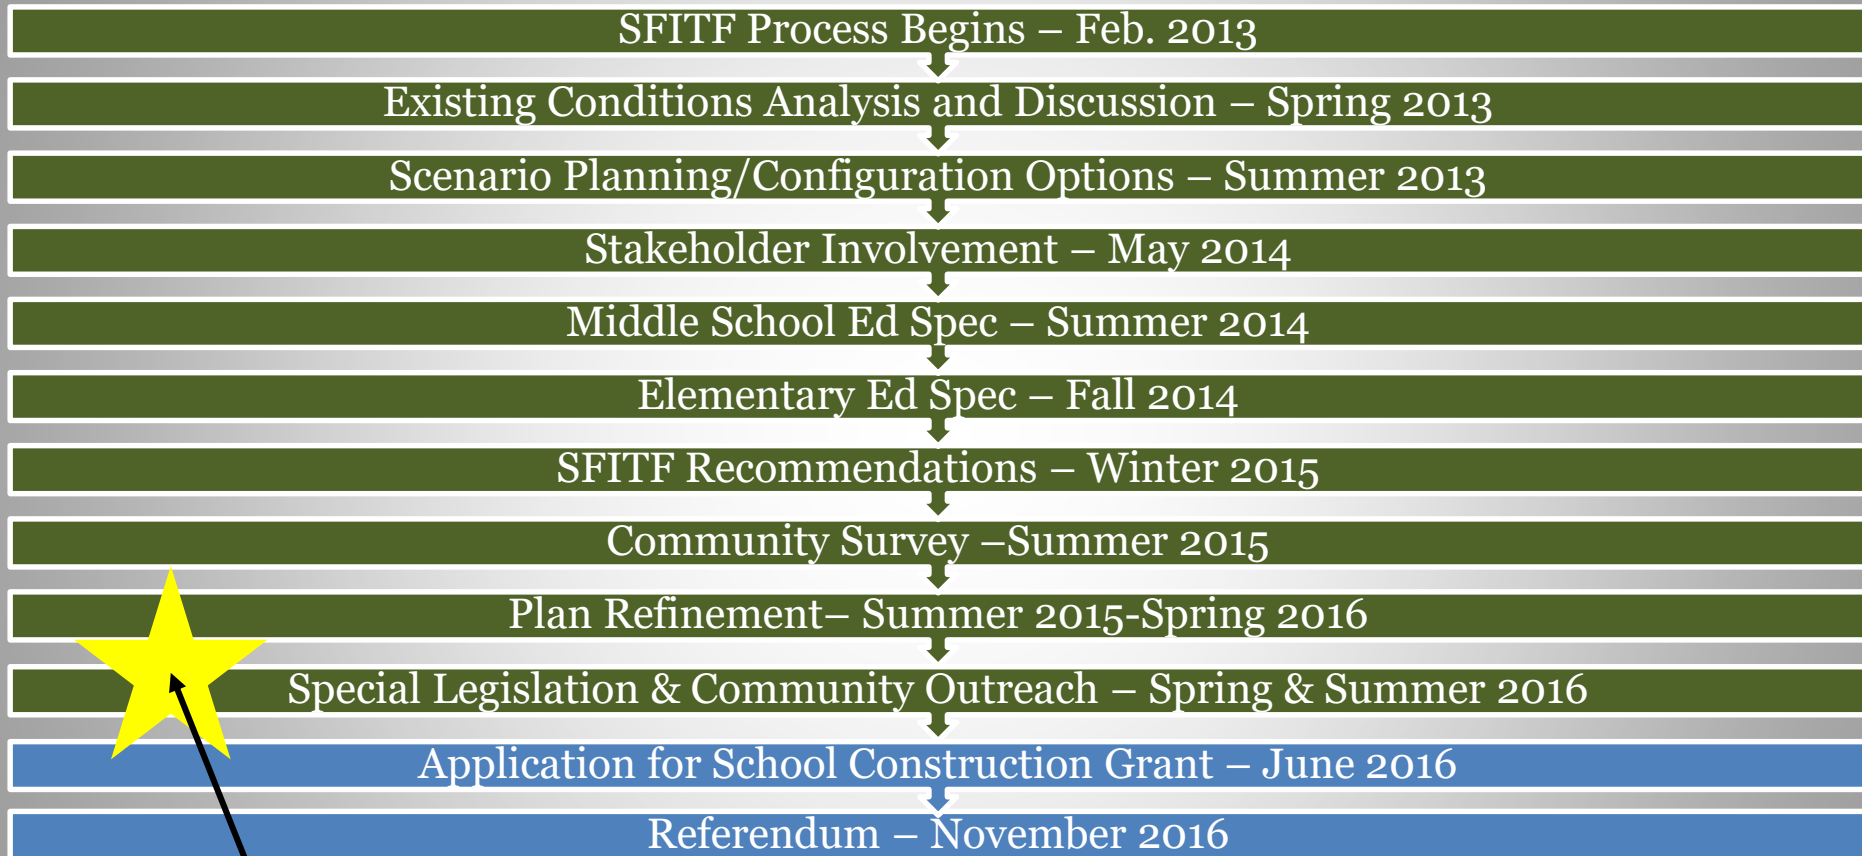 SFITF Process Begins – Feb. 2013
Existing Conditions Analysis and Discussion – Spring 2013
Scenario Planning/Configuration Options – Summer 2013
Stakeholder Involvement – May 2014
Middle School Ed Spec – Summer 2014
Elementary Ed Spec – Fall 2014
SFITF Recommendations – Winter 2015
Community Survey –Summer 2015
Plan Refinement– Summer 2015-Spring 2016
Special Legislation & Community Outreach – Spring & Summer 2016
Application for School Construction Grant – June 2016
Referendum – November 2016